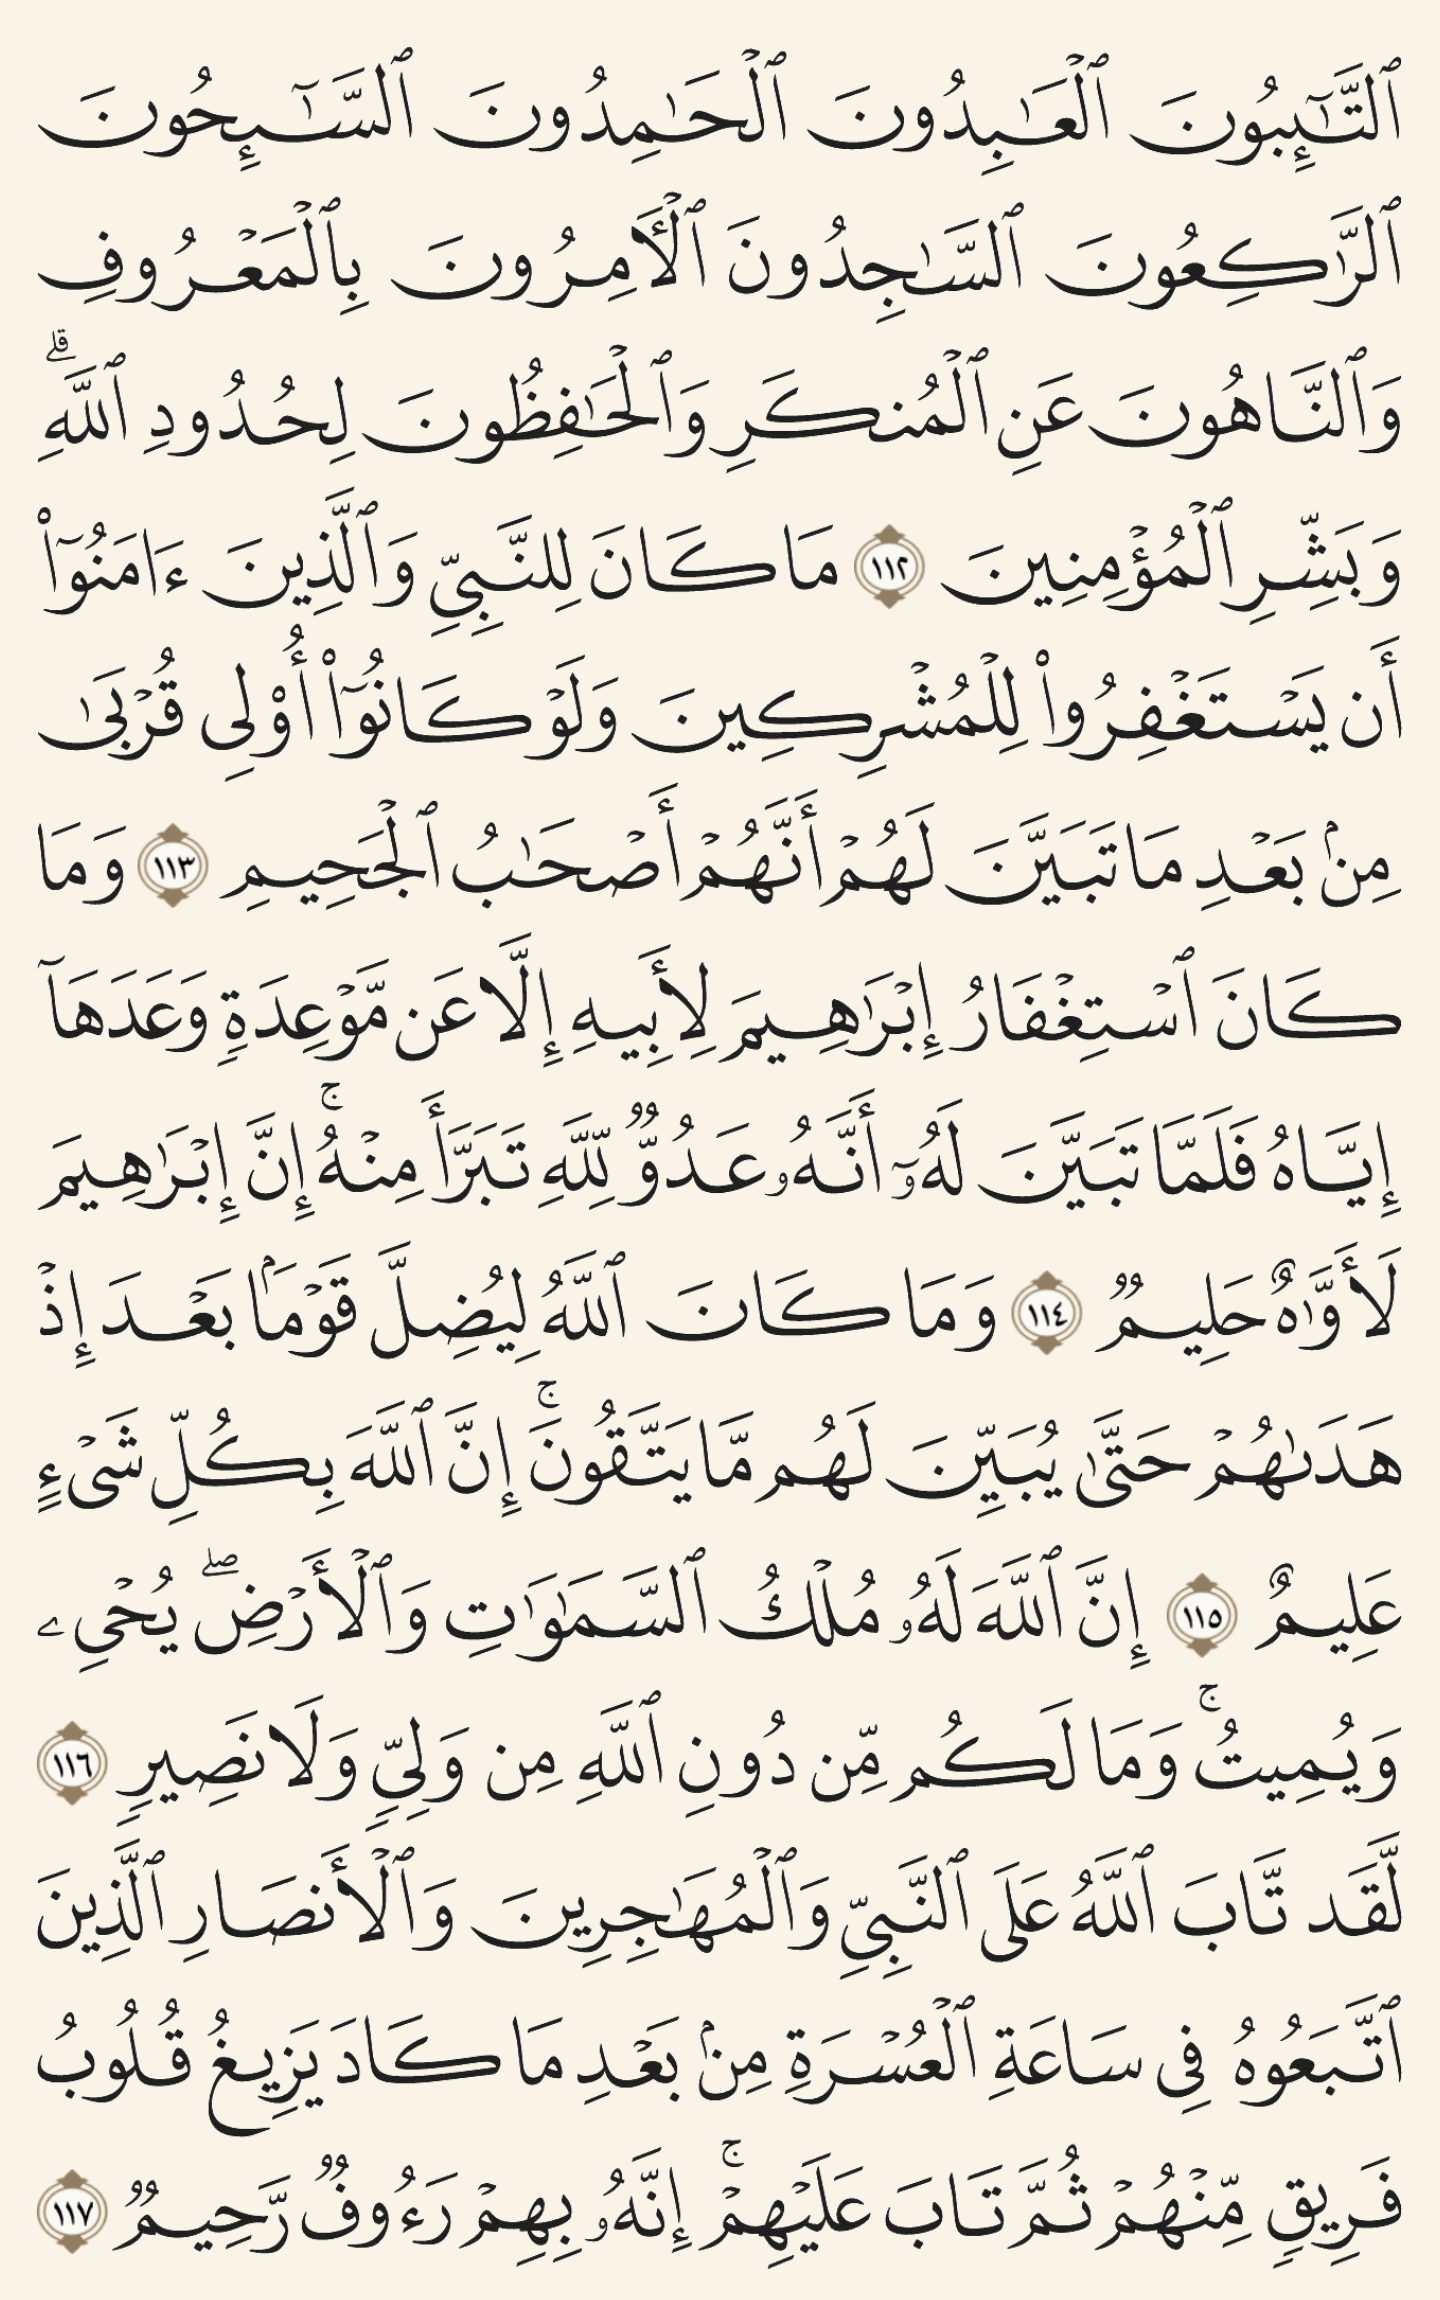 ٱلتَّـٰٓئِبُونَ ٱلْعَـٰبِدُونَ ٱلْحَـٰمِدُونَ ٱلسَّـٰٓئِحُونَ
ٱلرَّٰكِعُونَ ٱلسَّـٰجِدُونَ ٱلْـَٔامِرُونَ بِٱلْمَعْرُوفِ
وَٱلنَّاهُونَ عَنِ ٱلْمُنكَرِ وَٱلْحَـٰفِظُونَ لِحُدُودِ ٱللَّهِ ۗ
وَبَشِّرِ ٱلْمُؤْمِنِينَ ١١٢ مَا كَانَ لِلنَّبِىِّ وَٱلَّذِينَ ءَامَنُوٓا۟
أَن يَسْتَغْفِرُوا۟ لِلْمُشْرِكِينَ وَلَوْ كَانُوٓا۟ أُو۟لِى قُرْبَىٰ
مِنۢ بَعْدِ مَا تَبَيَّنَ لَهُمْ أَنَّهُمْ أَصْحَـٰبُ ٱلْجَحِيمِ ١١٣ وَمَا
كَانَ ٱسْتِغْفَارُ إِبْرَٰهِيمَ لِأَبِيهِ إِلَّا عَن مَّوْعِدَةٍ وَعَدَهَآ
إِيَّاهُ فَلَمَّا تَبَيَّنَ لَهُۥٓ أَنَّهُۥ عَدُوٌّ لِّلَّهِ تَبَرَّأَ مِنْهُ ۚ إِنَّ إِبْرَٰهِيمَ
لَأَوَّٰهٌ حَلِيمٌ ١١٤ وَمَا كَانَ ٱللَّهُ لِيُضِلَّ قَوْمًۢا بَعْدَ إِذْ
هَدَىٰهُمْ حَتَّىٰ يُبَيِّنَ لَهُم مَّا يَتَّقُونَ ۚ إِنَّ ٱللَّهَ بِكُلِّ شَىْءٍ
عَلِيمٌ ١١٥ إِنَّ ٱللَّهَ لَهُۥ مُلْكُ ٱلسَّمَـٰوَٰتِ وَٱلْأَرْضِ ۖ يُحْىِۦ
وَيُمِيتُ ۚ وَمَا لَكُم مِّن دُونِ ٱللَّهِ مِن وَلِىٍّ وَلَا نَصِيرٍ ١١٦
لَّقَد تَّابَ ٱللَّهُ عَلَى ٱلنَّبِىِّ وَٱلْمُهَـٰجِرِينَ وَٱلْأَنصَارِ ٱلَّذِينَ
ٱتَّبَعُوهُ فِى سَاعَةِ ٱلْعُسْرَةِ مِنۢ بَعْدِ مَا كَادَ يَزِيغُ قُلُوبُ
فَرِيقٍ مِّنْهُمْ ثُمَّ تَابَ عَلَيْهِمْ ۚ إِنَّهُۥ بِهِمْ رَءُوفٌ رَّحِيمٌ ١١٧